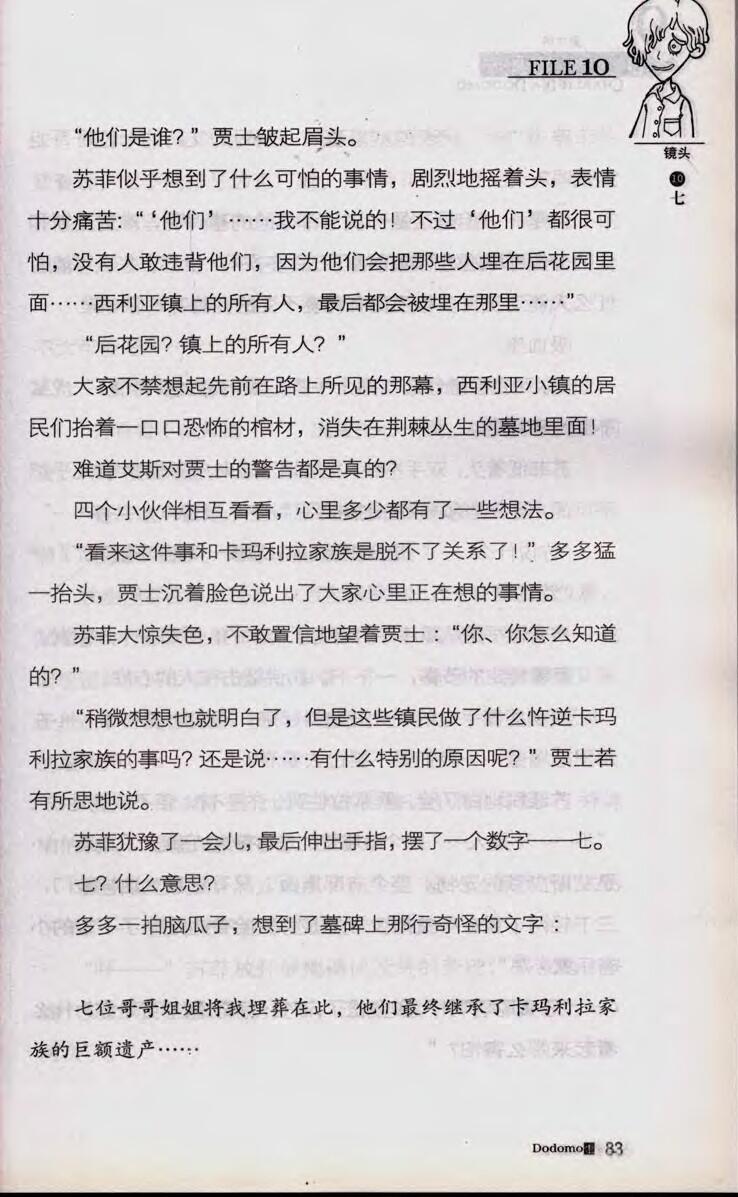 FILE 10
镜头
⑩
七
“他们是谁？”贾士皱起眉头。
苏菲似乎想到了什么可怕的事情，剧烈地摇着头，表情
十分痛苦：“‘他们’……我不能说的！不过‘他们’都很可
怕，没有人敢违背他们，因为他们会把那些人埋在后花园里
面……西利亚镇上的所有人，最后都会被埋在那里……”
“后花园？镇上的所有人？”
大家不禁想起先前在路上所见的那幕，西利亚小镇的居
民们抬着一口口恐怖的棺材，消失在荆棘丛生的墓地里面！
难道艾斯对贾士的警告都是真的？
四个小伙伴相互看看，心里多少都有了一些想法。
“看来这件事和卡玛利拉家族是脱不了关系了！”多多猛
一抬头，贾士沉着脸色说出了大家心里正在想的事情。
苏菲大惊失色，不敢置信地望着贾士：“你、你怎么知道
的？”
“稍微想想也就明白了，但是这些镇民做了什么忤逆卡玛
利拉家族的事吗？还是说……有什么特别的原因呢？”贾士若
有所思地说。
苏菲犹豫了一会儿，最后伸出手指，摆了一个数字——七。
七？什么意思？
多多一拍脑瓜子，想到了墓碑上那行奇怪的文字：
七位哥哥姐姐将我埋葬在此，他们最终继承了卡玛利拉家
族的巨额遗产……
Dodomo 83